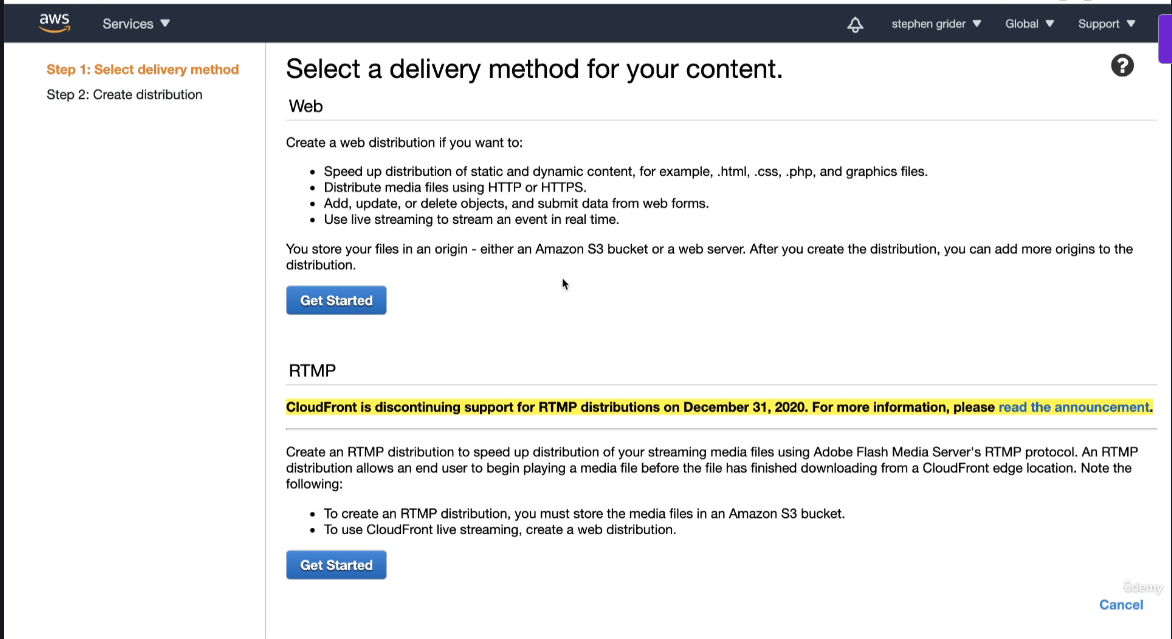 aws
Services ▼
stephen grider ▼
Global ▼
Support ▼
Step 1: Select delivery method
Step 2: Create distribution
Select a delivery method for your content.
?
Web
Create a web distribution if you want to:
• Speed up distribution of static and dynamic content, for example, .html, .css, .php, and graphics files.
• Distribute media files using HTTP or HTTPS.
• Add, update, or delete objects, and submit data from web forms.
• Use live streaming to stream an event in real time.
You store your files in an origin - either an Amazon S3 bucket or a web server. After you create the distribution, you can add more origins to the
distribution.
Get Started
RTMP
CloudFront is discontinuing support for RTMP distributions on December 31, 2020. For more information, please read the announcement.
Create an RTMP distribution to speed up distribution of your streaming media files using Adobe Flash Media Server's RTMP protocol. An RTMP
distribution allows an end user to begin playing a media file before the file has finished downloading from a CloudFront edge location. Note the
following:
• To create an RTMP distribution, you must store the media files in an Amazon S3 bucket.
• To use CloudFront live streaming, create a web distribution.
Get Started
ûdemy
Cancel